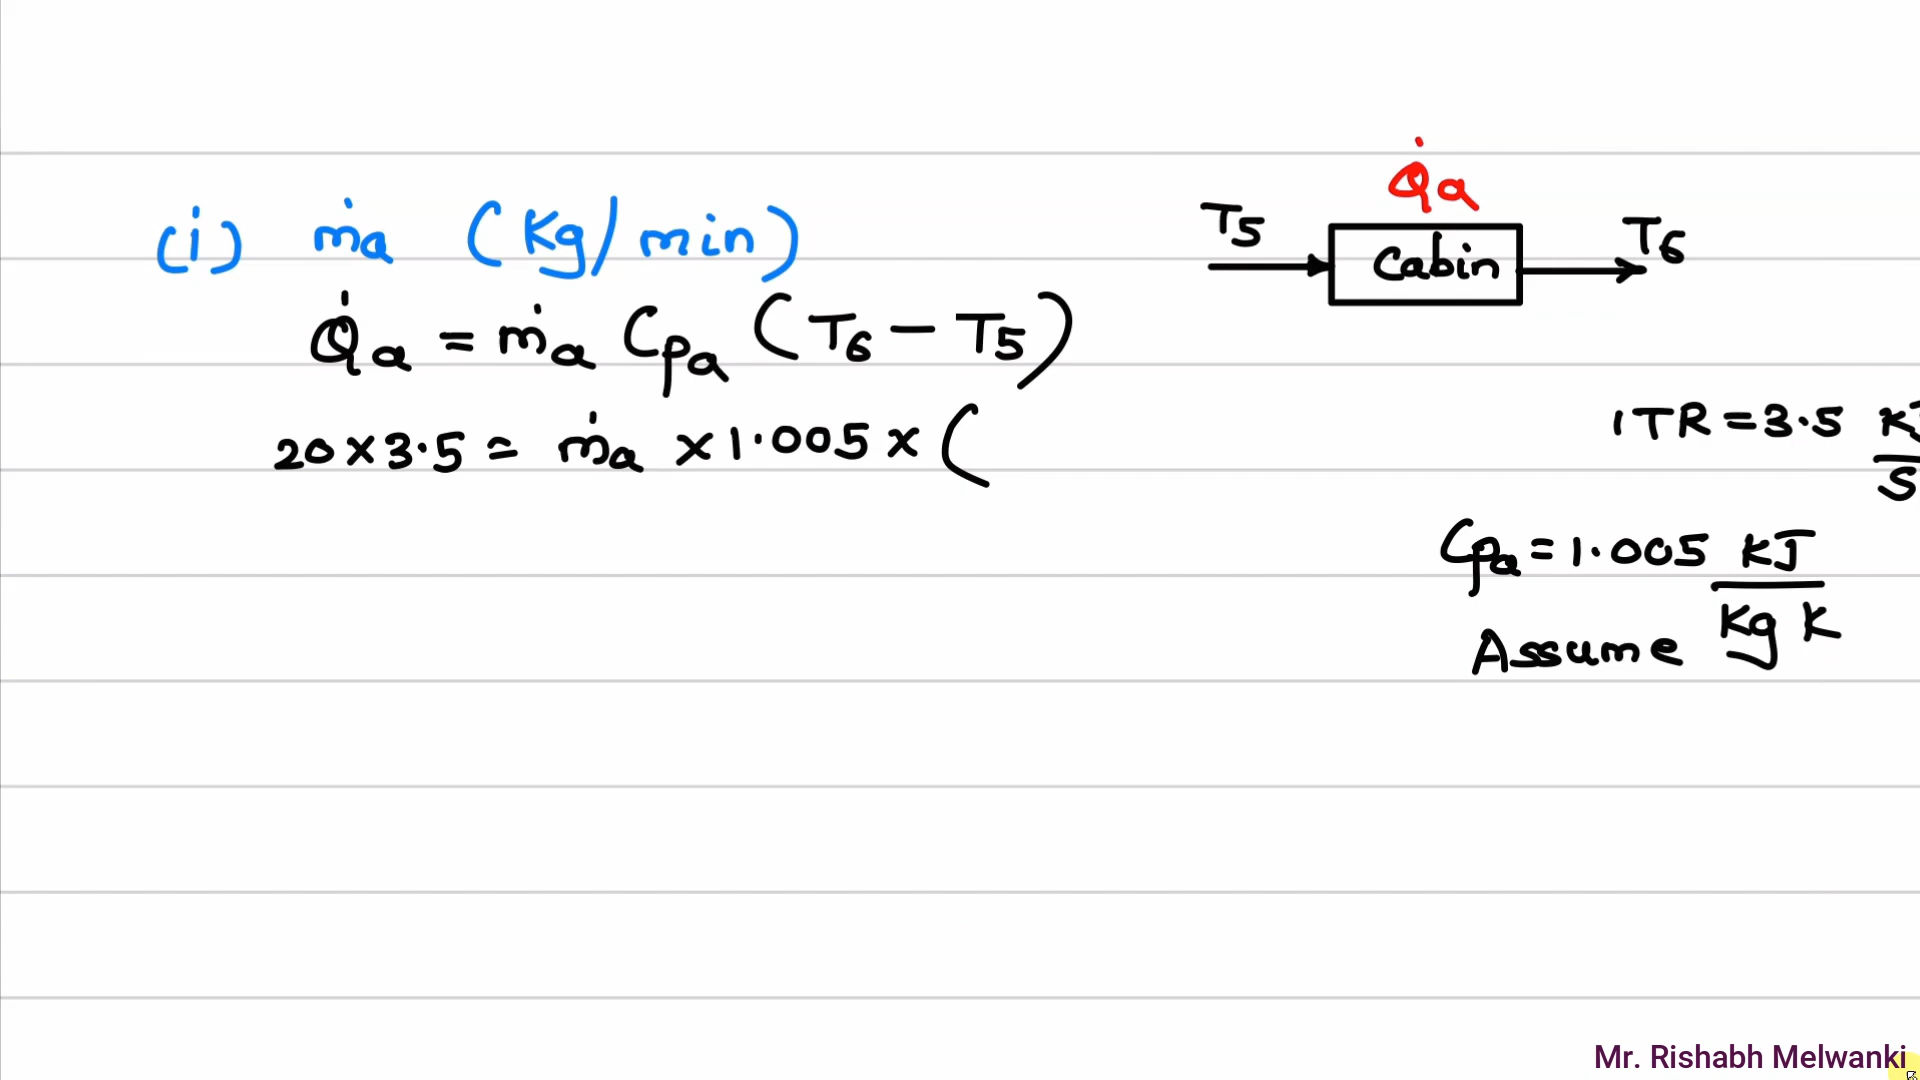 (i) ṁa (Kg/min)
Q̇a = ṁa Cpa (T6 – T5)
20 × 3.5 = ṁa × 1.005 × (
Q̇a
T5
Cabin
T6
1TR = 3.5 KJ/S
Cpa = 1.005 KJ/Kg K
Assume
Mr. Rishabh Melwanki